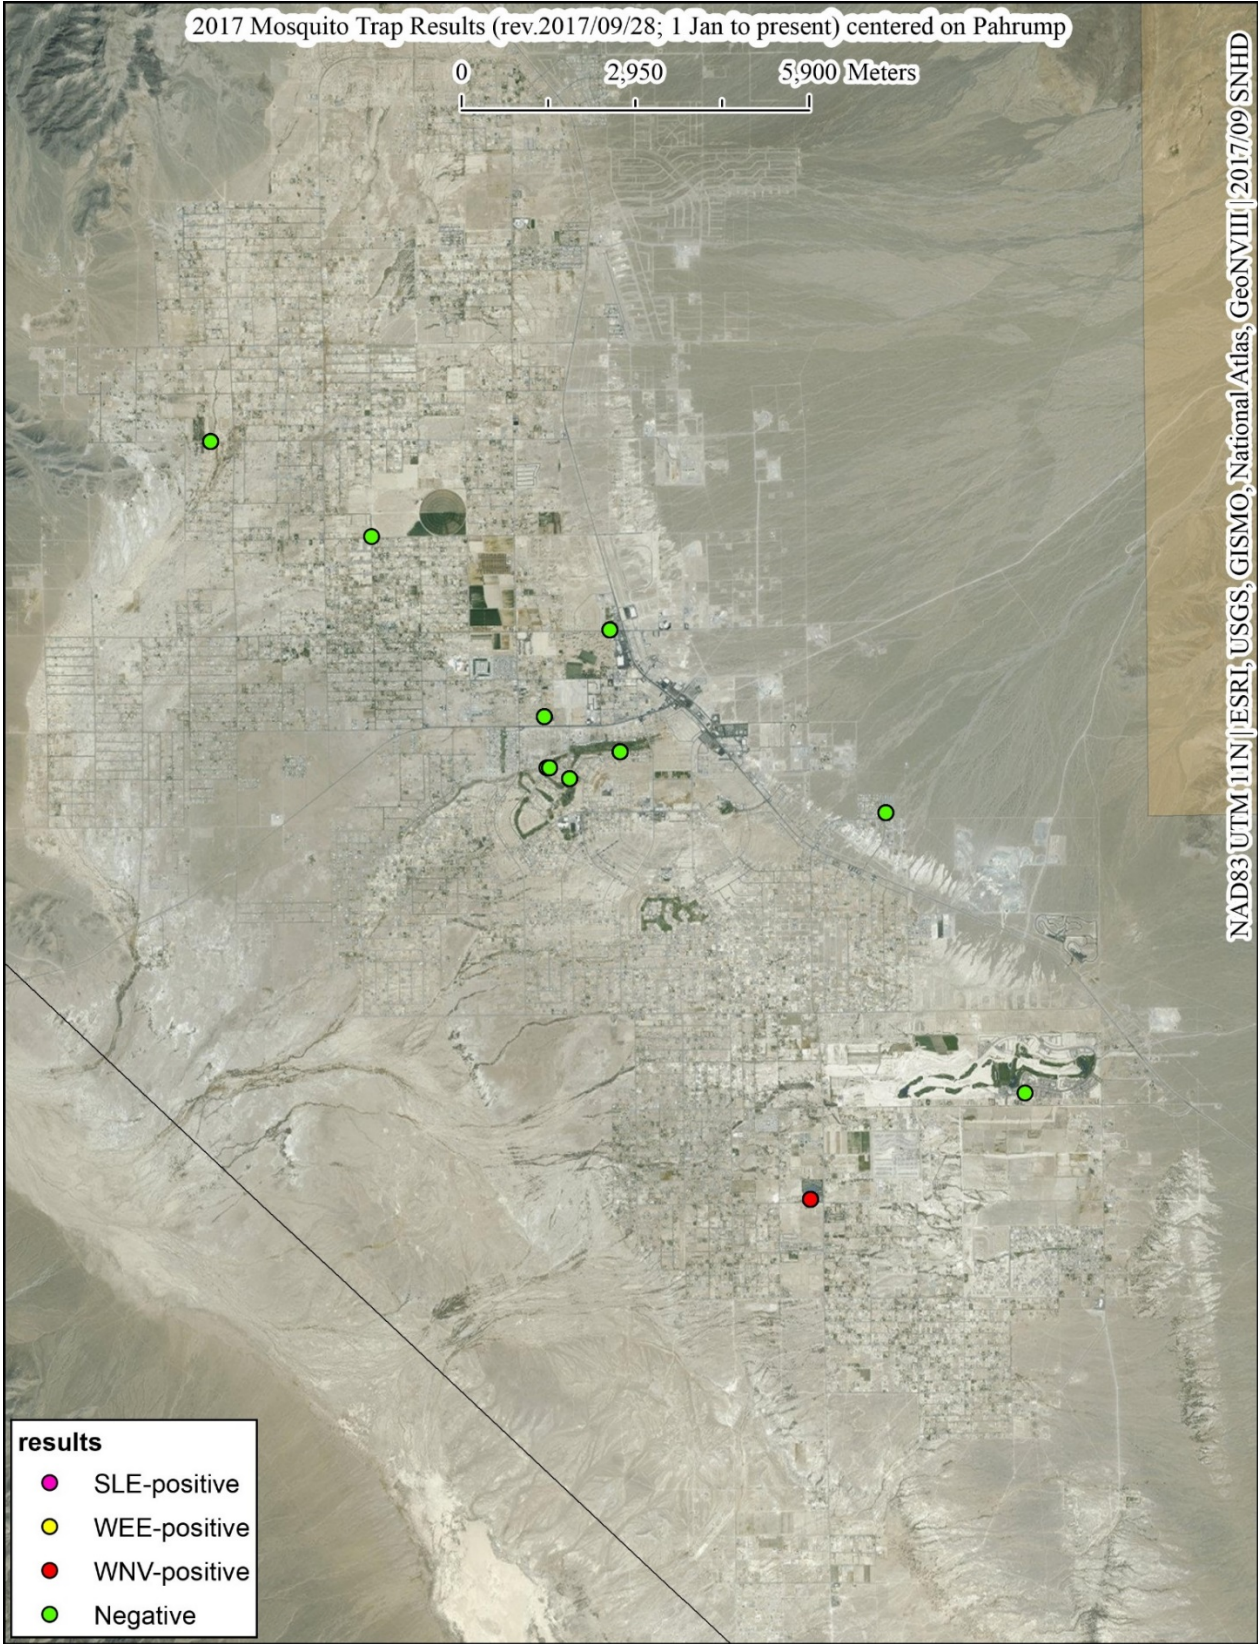 2017 Mosquito Trap Results (rev.2017/09/28; 1 Jan to present) centered on Pahrump
0 2,950 5,900 Meters
NAD83 UTM 11N | ESRI, USGS, GISMO, National Atlas, GeoNVIII | 2017/09 SNHD
results
SLE-positive
WEE-positive
WNV-positive
Negative